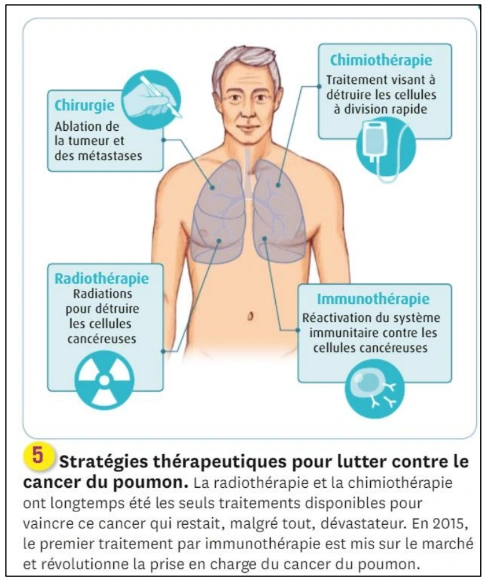 Chirurgie
Ablation de
la tumeur et
des métastases
Chimiothérapie
Traitement visant à
détruire les cellules
à division rapide
Radiothérapie
Radiations
pour détruire
les cellules
cancéreuses
Immunothérapie
Réactivation du système
immunitaire contre les
cellules cancéreuses
5 Stratégies thérapeutiques pour lutter contre le
cancer du poumon. La radiothérapie et la chimiothérapie
ont longtemps été les seuls traitements disponibles pour
vaincre ce cancer qui restait, malgré tout, dévastateur. En 2015,
le premier traitement par immunothérapie est mis sur le marché
et révolutionne la prise en charge du cancer du poumon.